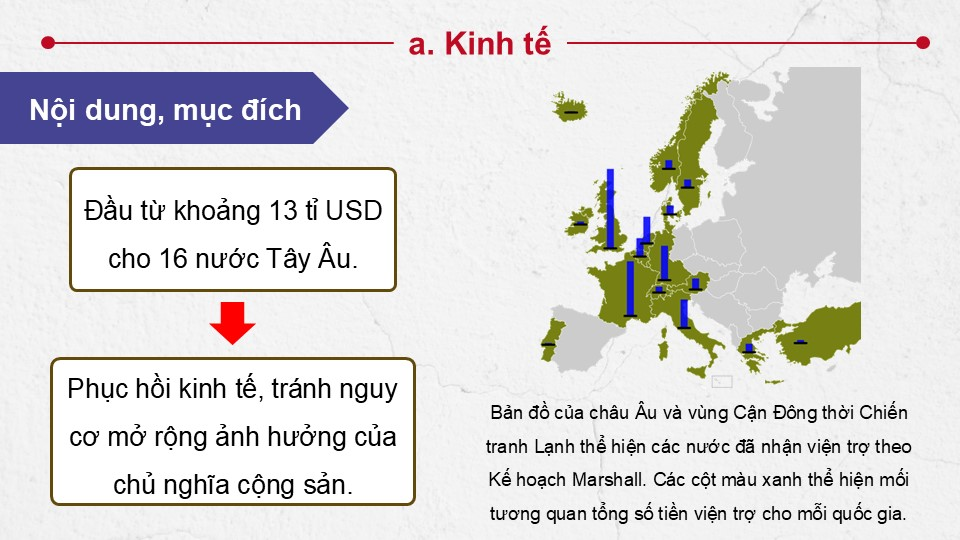 a. Kinh tế
Nội dung, mục đích
Đầu từ khoảng 13 tỉ USD
cho 16 nước Tây Âu.
Phục hồi kinh tế, tránh nguy
cơ mở rộng ảnh hưởng của
chủ nghĩa cộng sản.
Bản đồ của châu Âu và vùng Cận Đông thời Chiến
tranh Lạnh thể hiện các nước đã nhận viện trợ theo
Kế hoạch Marshall. Các cột màu xanh thể hiện mối
tương quan tổng số tiền viện trợ cho mỗi quốc gia.